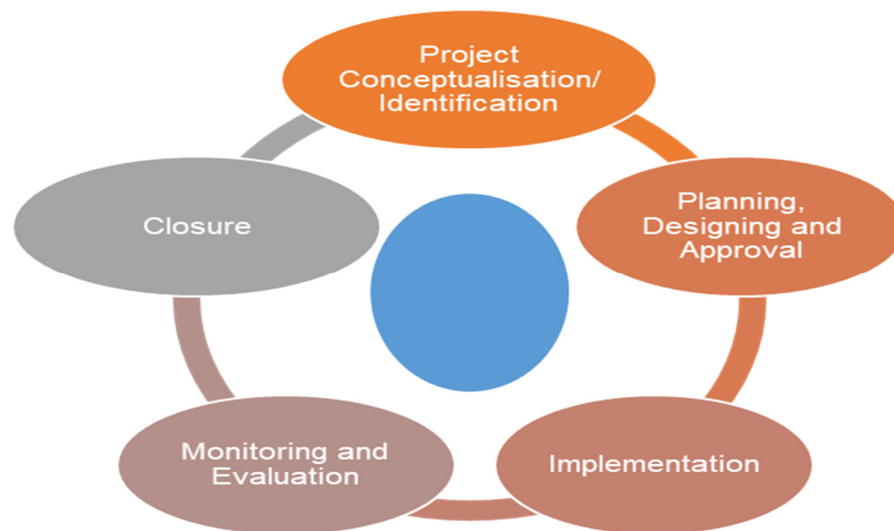 Project
Conceptualisation/
Identification
Planning,
Designing and
Approval
Implementation
Monitoring and
Evaluation
Closure